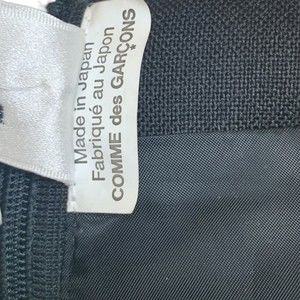 Made in Japan
Fabriqué au Japon
COMME des GARÇONS